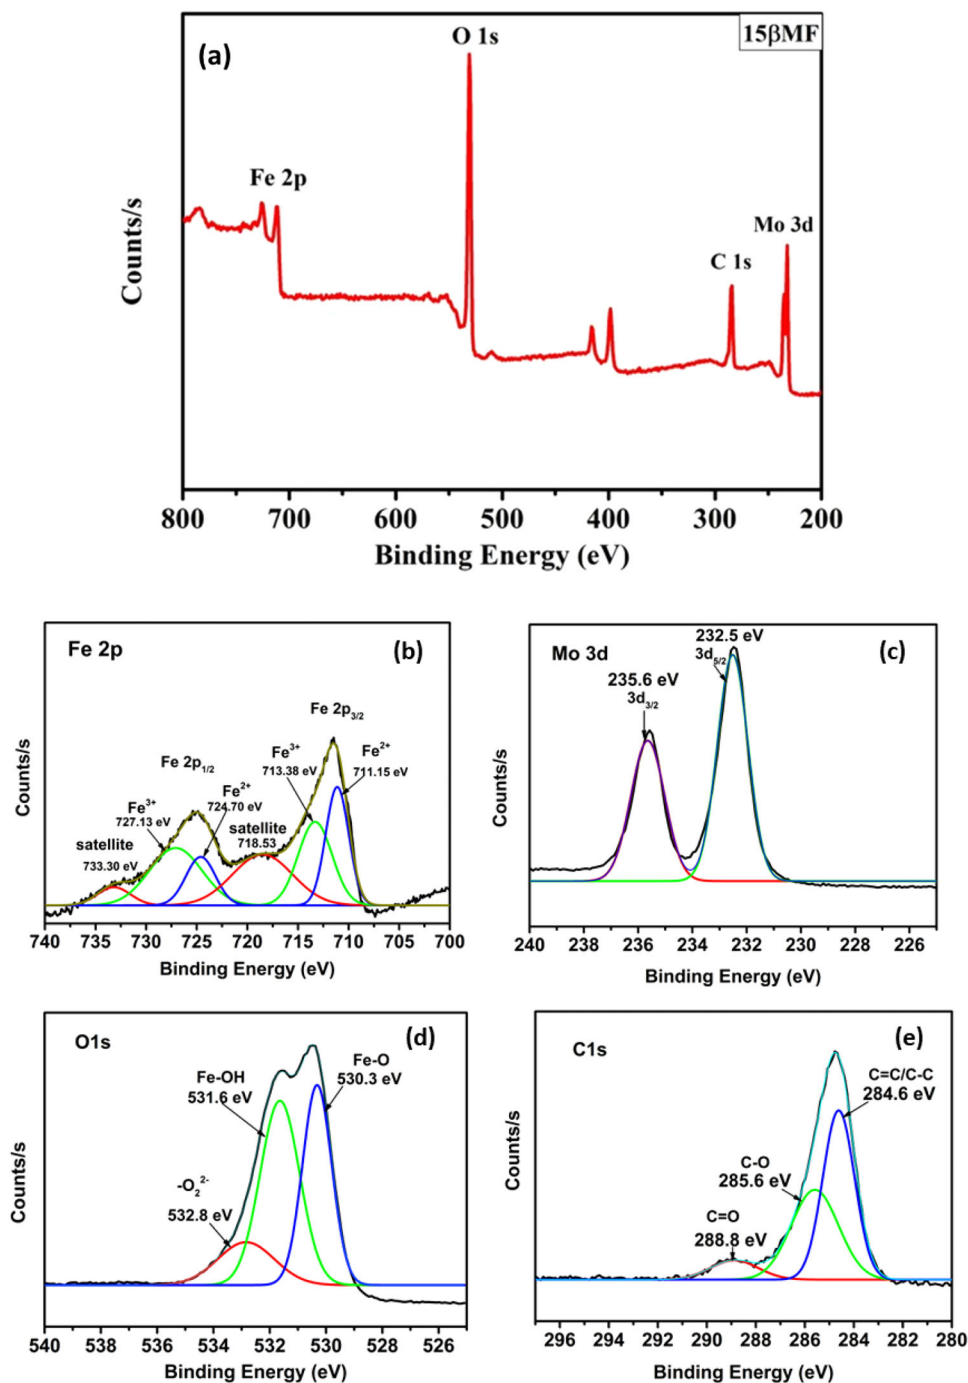 (a)
O 1s
15βMF
Fe 2p
Mo 3d
C 1s
Counts/s
800 700 600 500 400 300 200
Binding Energy (eV)
Fe 2p
(b)
Fe 2p3/2
Fe3+
713.38 eV
Fe2+
711.15 eV
Fe 2p1/2
Fe3+
727.13 eV
Fe2+
724.70 eV
satellite
718.53
satellite
733.30 eV
Counts/s
740 735 730 725 720 715 710 705 700
Binding Energy (eV)
Mo 3d
232.5 eV
3d5/2
(c)
235.6 eV
3d3/2
Counts/s
240 238 236 234 232 230 228 226
Binding Energy (eV)
O1s
(d)
Fe-O
530.3 eV
Fe-OH
531.6 eV
-O2 2-
532.8 eV
Counts/s
540 538 536 534 532 530 528 526
Binding Energy (eV)
C1s
(e)
C=C/C-C
284.6 eV
C-O
285.6 eV
C=O
288.8 eV
Counts/s
296 294 292 290 288 286 284 282 280
Binding Energy (eV)